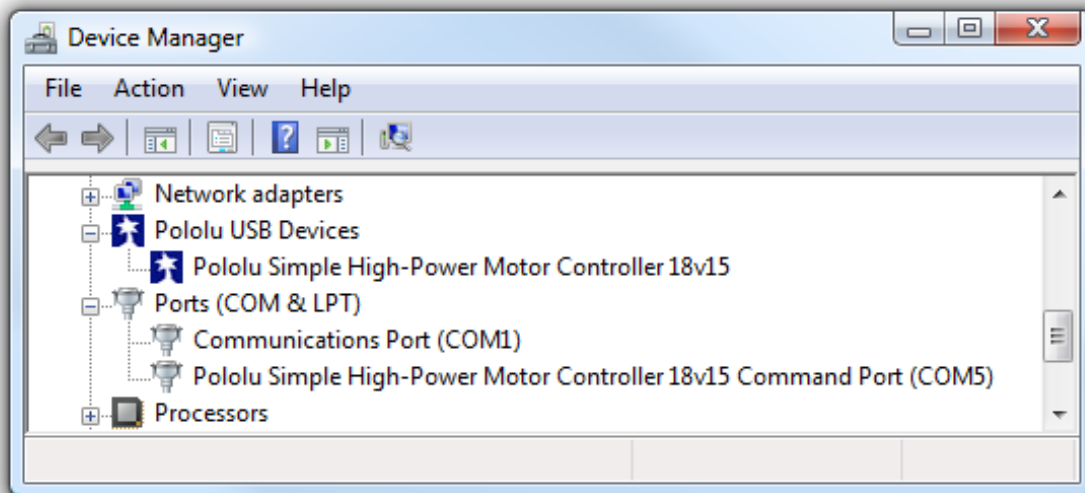 Device Manager
File Action View Help
Network adapters
Pololu USB Devices
Pololu Simple High-Power Motor Controller 18v15
Ports (COM & LPT)
Communications Port (COM1)
Pololu Simple High-Power Motor Controller 18v15 Command Port (COM5)
Processors